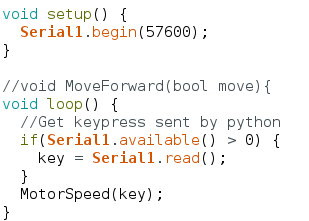 void setup() {
  Serial1.begin(57600);
}

//void MoveForward(bool move){
void loop() {
  //Get keypress sent by python
  if(Serial1.available() > 0) {
    key = Serial1.read();
  }
  MotorSpeed(key);
}